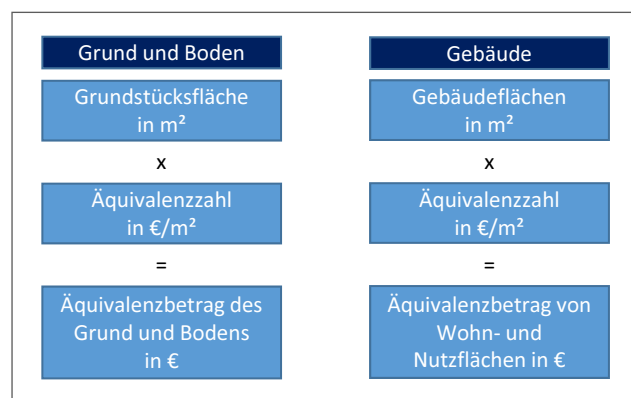 Grund und Boden
Grundstücksfläche
in m²
x
Äquivalenzzahl
in €/m²
=
Äquivalenzbetrag des
Grund und Bodens
in €
Gebäude
Gebäudeflächen
in m²
x
Äquivalenzzahl
in €/m²
=
Äquivalenzbetrag von
Wohn- und
Nutzflächen in €